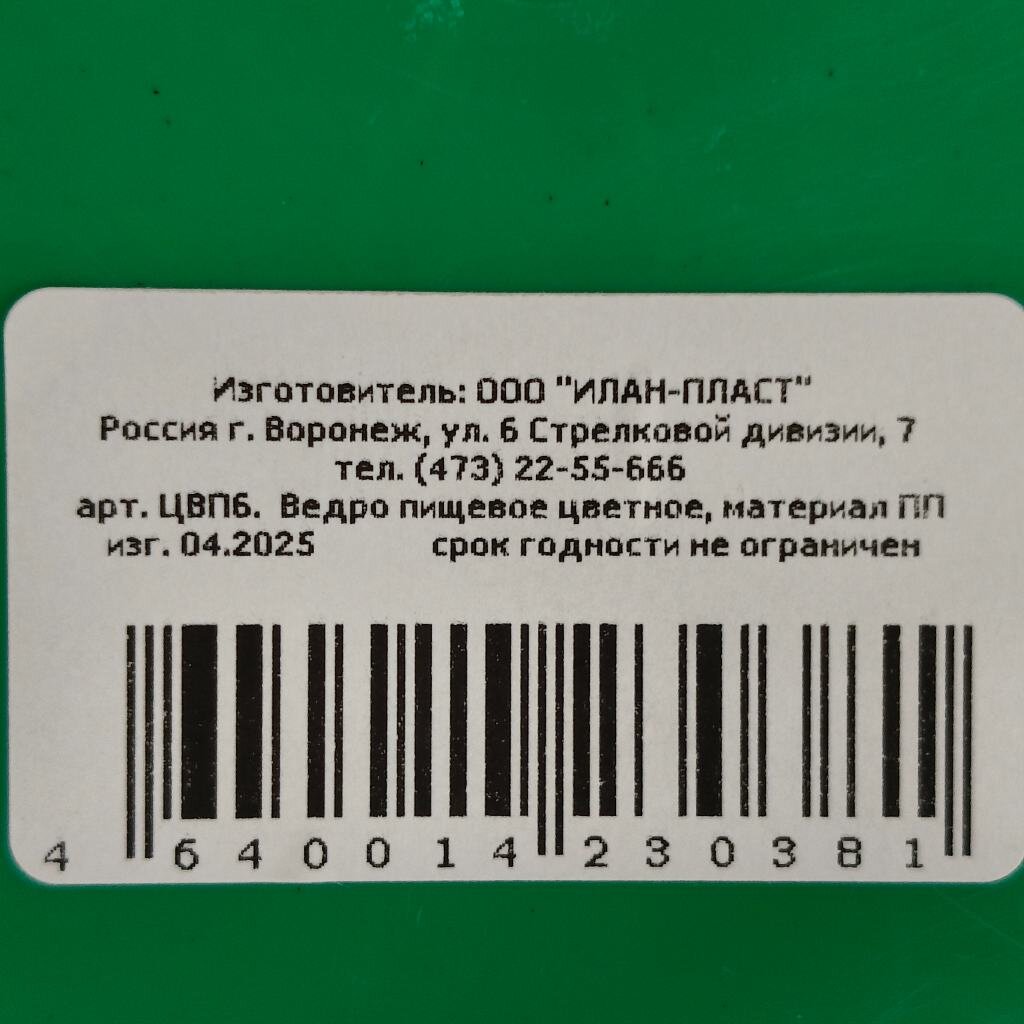 Изготовитель: ООО "ИЛАН-ПЛАСТ"
Россия г. Воронеж, ул. 6 Стрелковой дивизии, 7
тел. (473) 22-55-666
арт. ЦВП6. Ведро пищевое цветное, материал ПП
изг. 04.2025 срок годности не ограничен
4 640014 230381